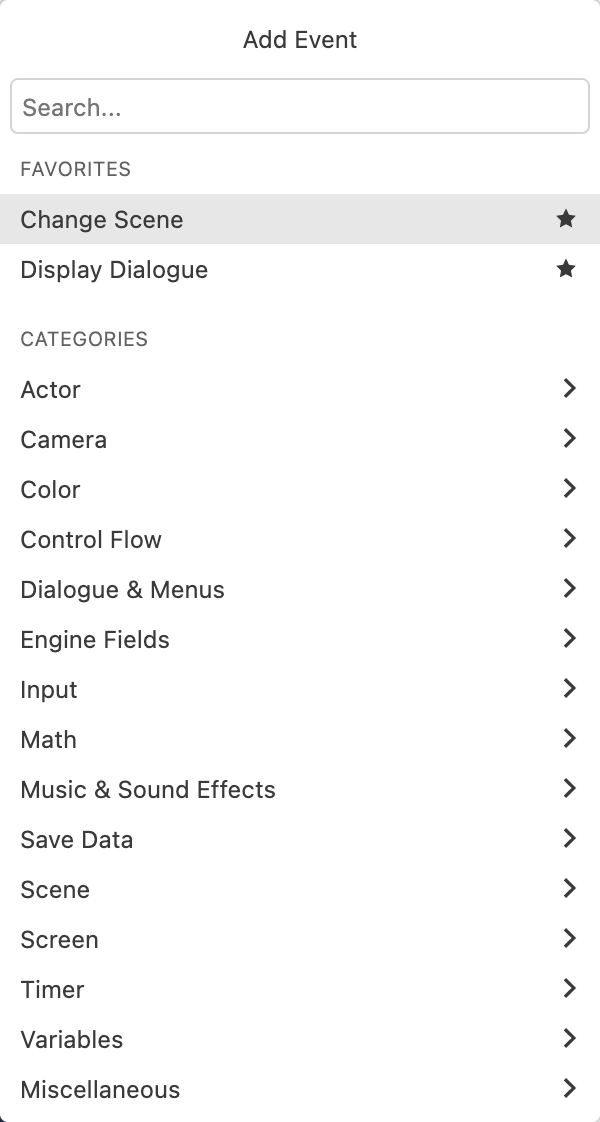 Add Event
Search...
FAVORITES
Change Scene
Display Dialogue
CATEGORIES
Actor
Camera
Color
Control Flow
Dialogue & Menus
Engine Fields
Input
Math
Music & Sound Effects
Save Data
Scene
Screen
Timer
Variables
Miscellaneous